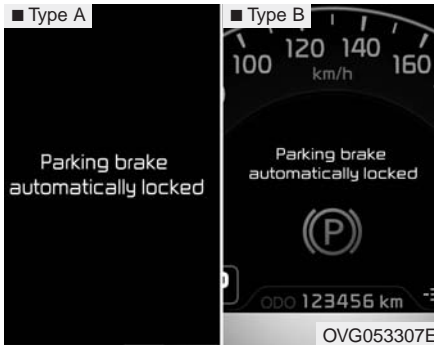 ■ Type A
Parking brake
automatically locked
■ Type B
100 120 140 160
km/h
Parking brake
automatically locked
(P)
ODO 123456 km
OVG053307E